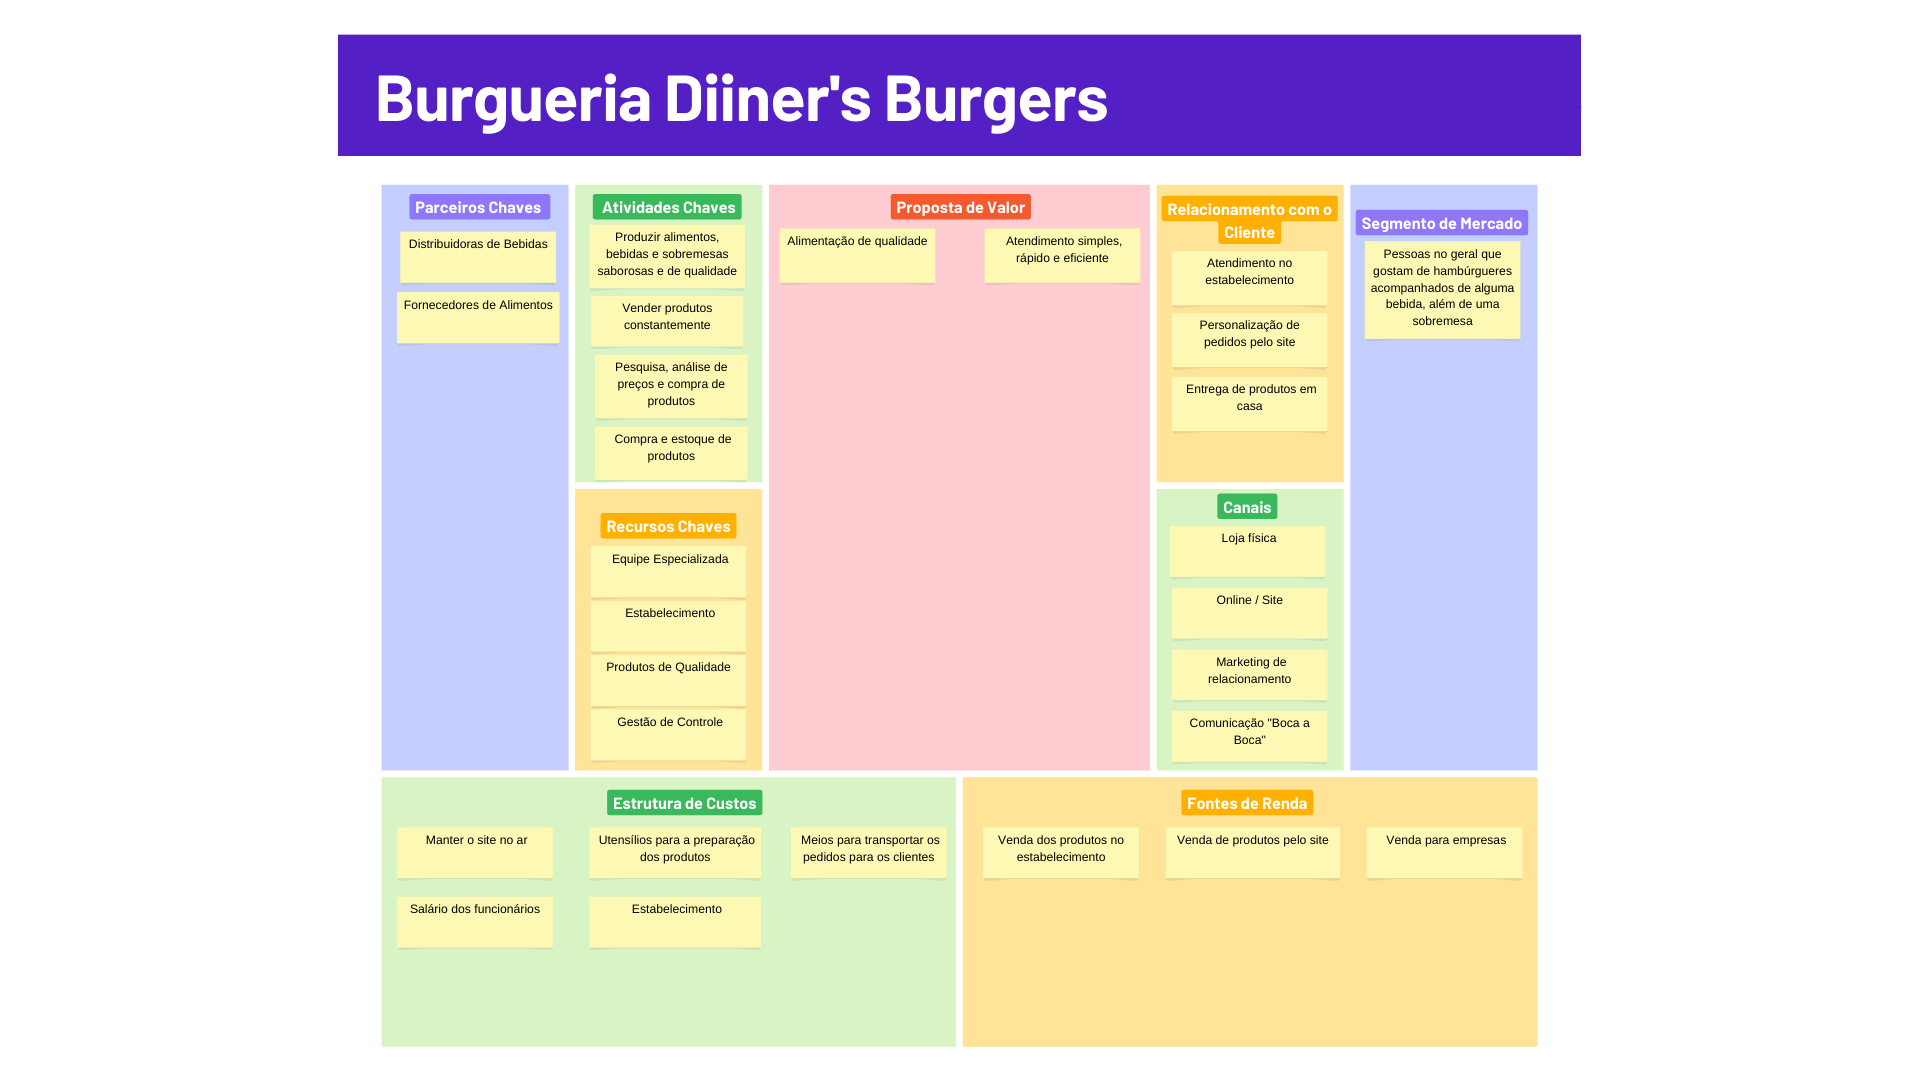 Burgueria Diiner's Burgers
Parceiros Chaves
Distribuidoras de Bebidas
Fornecedores de Alimentos
Atividades Chaves
Produzir alimentos,
bebidas e sobremesas
saborosas e de qualidade
Vender produtos
constantemente
Pesquisa, análise de
preços e compra de
produtos
Compra e estoque de
produtos
Recursos Chaves
Equipe Especializada
Estabelecimento
Produtos de Qualidade
Gestão de Controle
Proposta de Valor
Alimentação de qualidade
Atendimento simples,
rápido e eficiente
Relacionamento com o
Cliente
Atendimento no
estabelecimento
Personalização de
pedidos pelo site
Entrega de produtos em
casa
Canais
Loja física
Online / Site
Marketing de
relacionamento
Comunicação "Boca a
Boca"
Segmento de Mercado
Pessoas no geral que
gostam de hambúrgueres
acompanhados de alguma
bebida, além de uma
sobremesa
Estrutura de Custos
Manter o site no ar
Utensílios para a preparação
dos produtos
Meios para transportar os
pedidos para os clientes
Salário dos funcionários
Estabelecimento
Fontes de Renda
Venda dos produtos no
estabelecimento
Venda de produtos pelo site
Venda para empresas